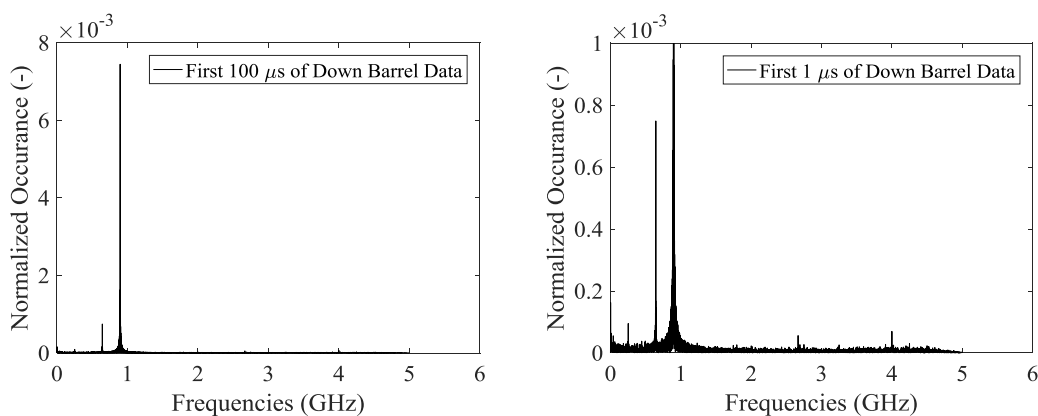 ×10⁻³
8
6
4
2
0
0 1 2 3 4 5 6
Normalized Occurance (-)
Frequencies (GHz)
First 100 μs of Down Barrel Data
×10⁻³
1
0.8
0.6
0.4
0.2
0
0 1 2 3 4 5 6
Normalized Occurance (-)
Frequencies (GHz)
First 1 μs of Down Barrel Data